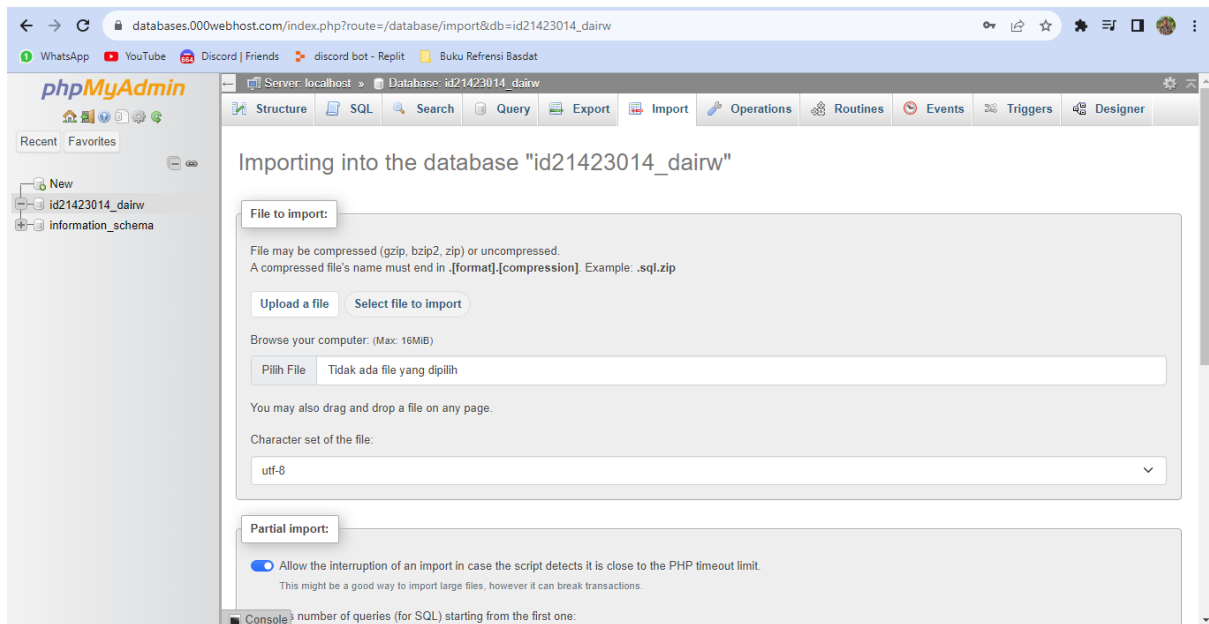 databases.000webhost.com/index.php?route=/database/import&db=id21423014_dairw
WhatsApp YouTube Discord | Friends discord bot - Replit Buku Refrensi Basdat
phpMyAdmin
Recent Favorites
New
id21423014_dairw
information_schema
Server: localhost » Database: id21423014_dairw
Structure SQL Search Query Export Import Operations Routines Events Triggers Designer
Importing into the database "id21423014_dairw"
File to import:
File may be compressed (gzip, bzip2, zip) or uncompressed.
A compressed file's name must end in .[format].[compression]. Example: .sql.zip
Upload a file Select file to import
Browse your computer: (Max: 16MiB)
Pilih File Tidak ada file yang dipilih
You may also drag and drop a file on any page.
Character set of the file:
utf-8
Partial import:
Allow the interruption of an import in case the script detects it is close to the PHP timeout limit.
This might be a good way to import large files, however it can break transactions.
Console number of queries (for SQL) starting from the first one: